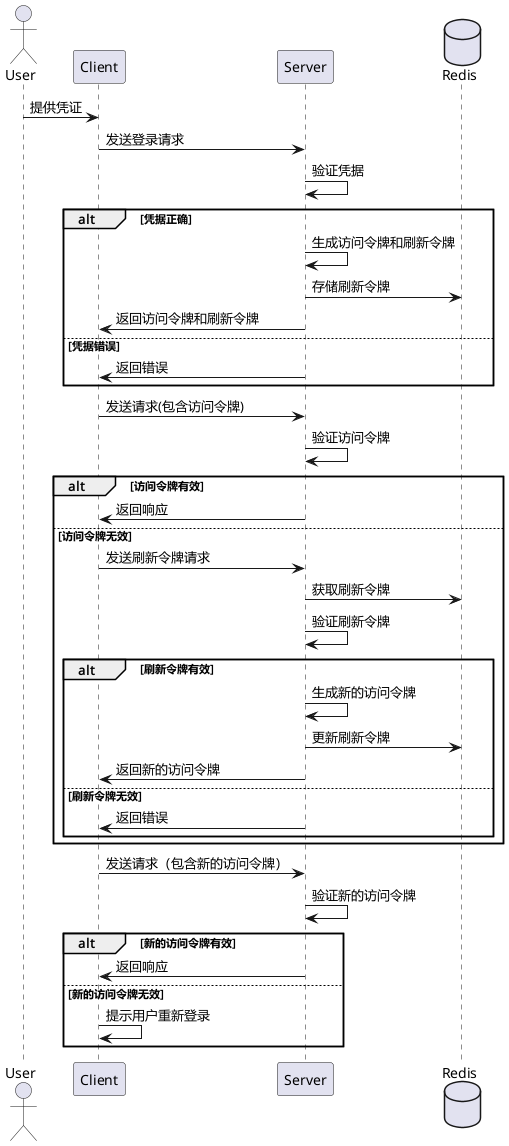 User
Client
Server
Redis
提供凭证
发送登录请求
验证凭据
alt [凭据正确]
生成访问令牌和刷新令牌
存储刷新令牌
返回访问令牌和刷新令牌
[凭据错误]
返回错误
发送请求(包含访问令牌)
验证访问令牌
alt [访问令牌有效]
返回响应
[访问令牌无效]
发送刷新令牌请求
获取刷新令牌
验证刷新令牌
alt [刷新令牌有效]
生成新的访问令牌
更新刷新令牌
返回新的访问令牌
[刷新令牌无效]
返回错误
发送请求（包含新的访问令牌）
验证新的访问令牌
alt [新的访问令牌有效]
返回响应
[新的访问令牌无效]
提示用户重新登录
User
Client
Server
Redis